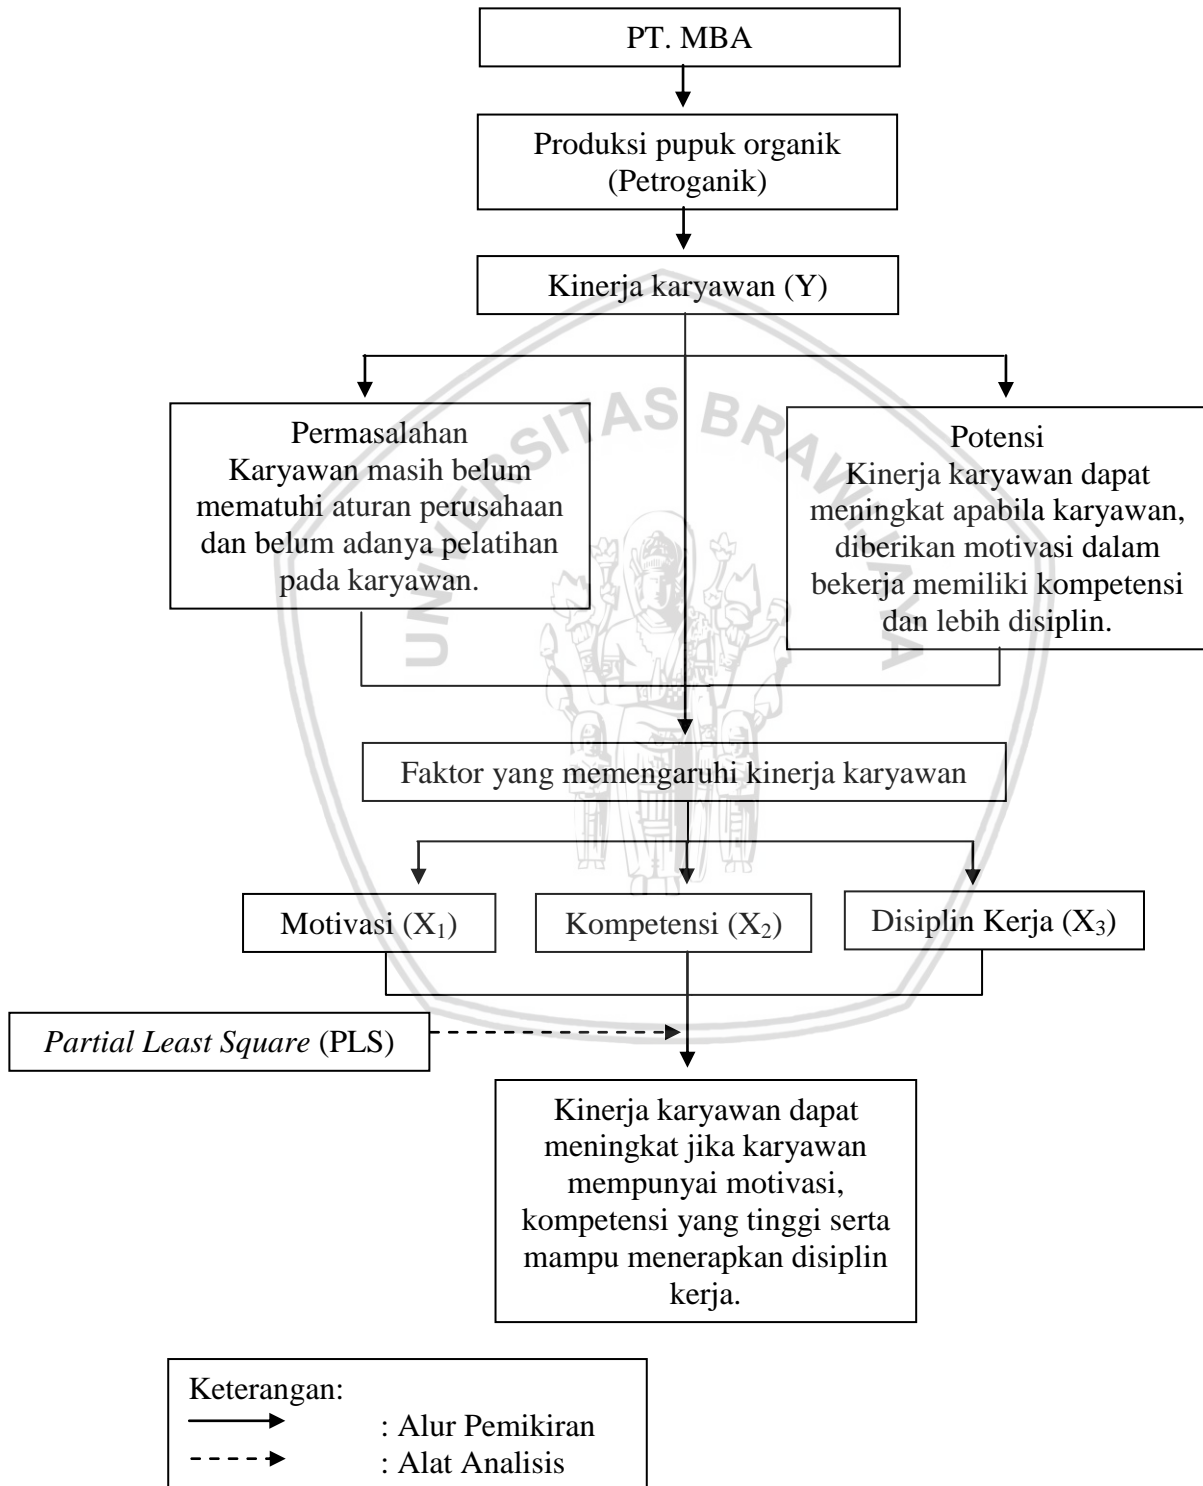 PT. MBA
Produksi pupuk organik
(Petroganik)
Kinerja karyawan (Y)
UNIVERSITAS BRAWIJAYA
Permasalahan
Karyawan masih belum
mematuhi aturan perusahaan
dan belum adanya pelatihan
pada karyawan.
Potensi
Kinerja karyawan dapat
meningkat apabila karyawan,
diberikan motivasi dalam
bekerja memiliki kompetensi
dan lebih disiplin.
Faktor yang memengaruhi kinerja karyawan
Motivasi (X₁)
Kompetensi (X₂)
Disiplin Kerja (X₃)
Partial Least Square (PLS)
Kinerja karyawan dapat
meningkat jika karyawan
mempunyai motivasi,
kompetensi yang tinggi serta
mampu menerapkan disiplin
kerja.
Keterangan:
: Alur Pemikiran
: Alat Analisis